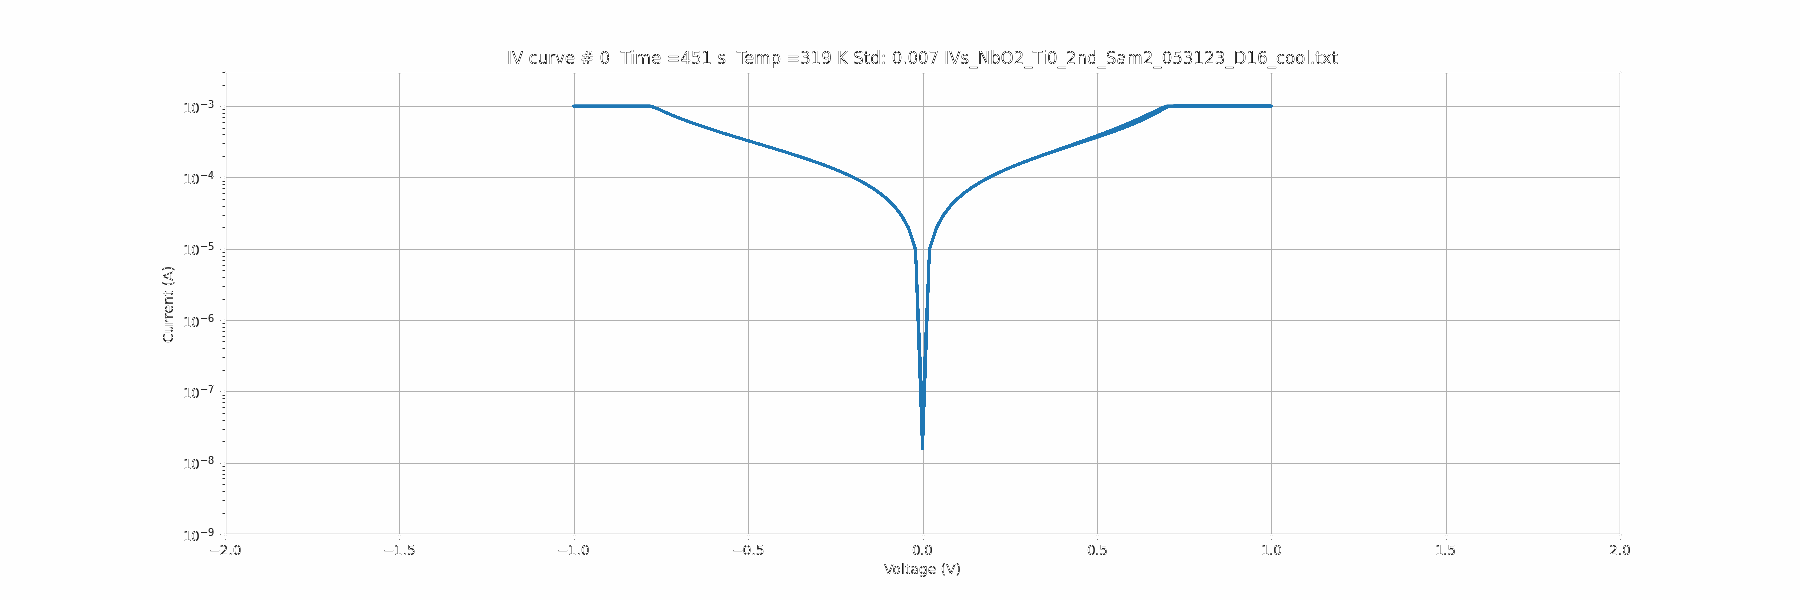 IV curve # 0 Time =451 s Temp =319 K Std: 0.007 IVs_NbO2_Ti0_2nd_Sam2_053123_D16_cool.txt
10⁻³
10⁻⁴
10⁻⁵
10⁻⁶
10⁻⁷
10⁻⁸
10⁻⁹
Current (A)
−2.0 −1.5 −1.0 −0.5 0.0 0.5 1.0 1.5 2.0
Voltage (V)